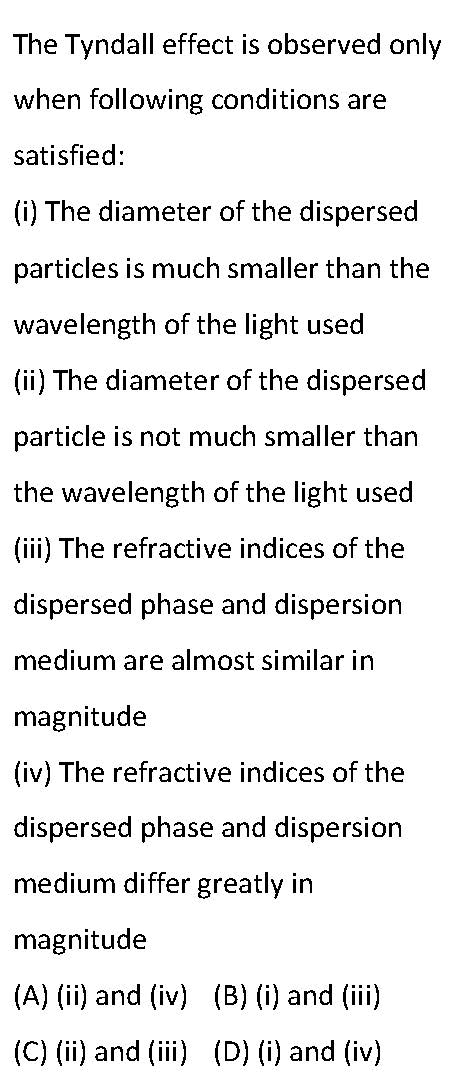 The Tyndall effect is observed only
when following conditions are
satisfied:
(i) The diameter of the dispersed
particles is much smaller than the
wavelength of the light used
(ii) The diameter of the dispersed
particle is not much smaller than
the wavelength of the light used
(iii) The refractive indices of the
dispersed phase and dispersion
medium are almost similar in
magnitude
(iv) The refractive indices of the
dispersed phase and dispersion
medium differ greatly in
magnitude
(A) (ii) and (iv) (B) (i) and (iii)
(C) (ii) and (iii) (D) (i) and (iv)